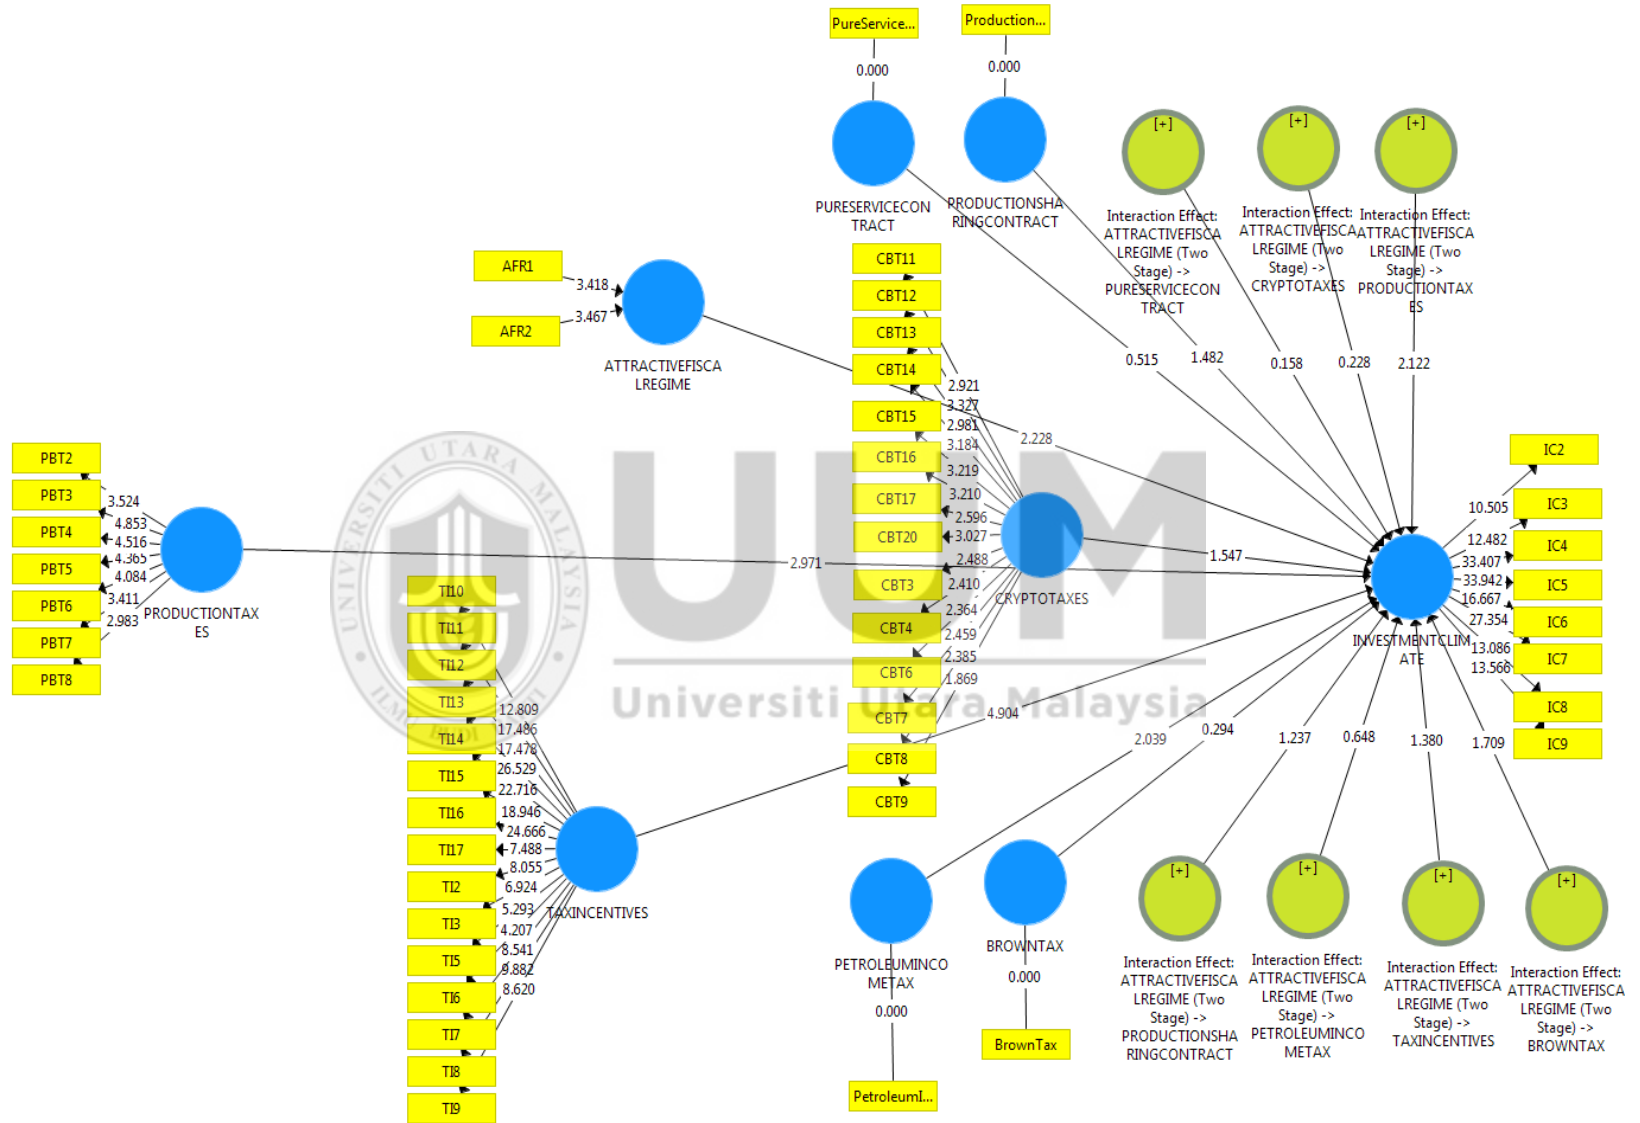 PureService...
Production...
0.000
0.000
[+]
[+]
[+]
PURESERVICECON
TRACT
PRODUCTIONSHA
RINGCONTRACT
Interaction Effect:
ATTRACTIVEFISCA
LREGIME (Two
Stage) ->
PURESERVICECON
TRACT
Interaction Effect:
ATTRACTIVEFISCA
LREGIME (Two
Stage) ->
CRYPTOTAXES
Interaction Effect:
ATTRACTIVEFISCA
LREGIME (Two
Stage) ->
PRODUCTIONTAX
ES
AFR1
3.418
3.467
AFR2
ATTRACTIVEFISCA
LREGIME
CBT11
CBT12
CBT13
CBT14
CBT15
CBT16
CBT17
CBT20
CBT3
CBT4
CBT6
CBT7
CBT8
CBT9
2.921
3.327
2.981
3.184
3.219
3.210
2.596
3.027
2.488
2.410
2.364
2.459
2.385
1.869
CRYPTOTAXES
0.515
1.482
0.158
0.228
2.122
2.228
1.547
2.971
4.904
2.039
0.294
1.237
0.648
1.380
1.709
PBT2
PBT3
PBT4
PBT5
PBT6
PBT7
PBT8
3.524
4.853
4.516
4.365
4.084
3.411
2.983
PRODUCTIONTAX
ES
IC2
IC3
IC4
IC5
IC6
IC7
IC8
IC9
10.505
12.482
33.407
33.942
16.667
27.354
13.086
13.566
INVESTMENTCLIM
ATE
TI10
TI11
TI12
TI13
TI14
TI15
TI16
TI17
TI2
TI3
TI5
TI6
TI7
TI8
TI9
12.809
17.486
17.478
26.529
22.716
18.946
24.666
7.488
8.055
6.924
5.293
4.207
8.541
9.882
8.620
TAXINCENTIVES
PETROLEUMINCO
METAX
0.000
PetroleumI...
BROWNTAX
0.000
BrownTax
[+]
[+]
[+]
[+]
Interaction Effect:
ATTRACTIVEFISCA
LREGIME (Two
Stage) ->
PRODUCTIONSHA
RINGCONTRACT
Interaction Effect:
ATTRACTIVEFISCA
LREGIME (Two
Stage) ->
PETROLEUMINCO
METAX
Interaction Effect:
ATTRACTIVEFISCA
LREGIME (Two
Stage) ->
TAXINCENTIVES
Interaction Effect:
ATTRACTIVEFISCA
LREGIME (Two
Stage) ->
BROWNTAX
UUM
Universiti Utara Malaysia
UNIVERSITI UTARA MALAYSIA